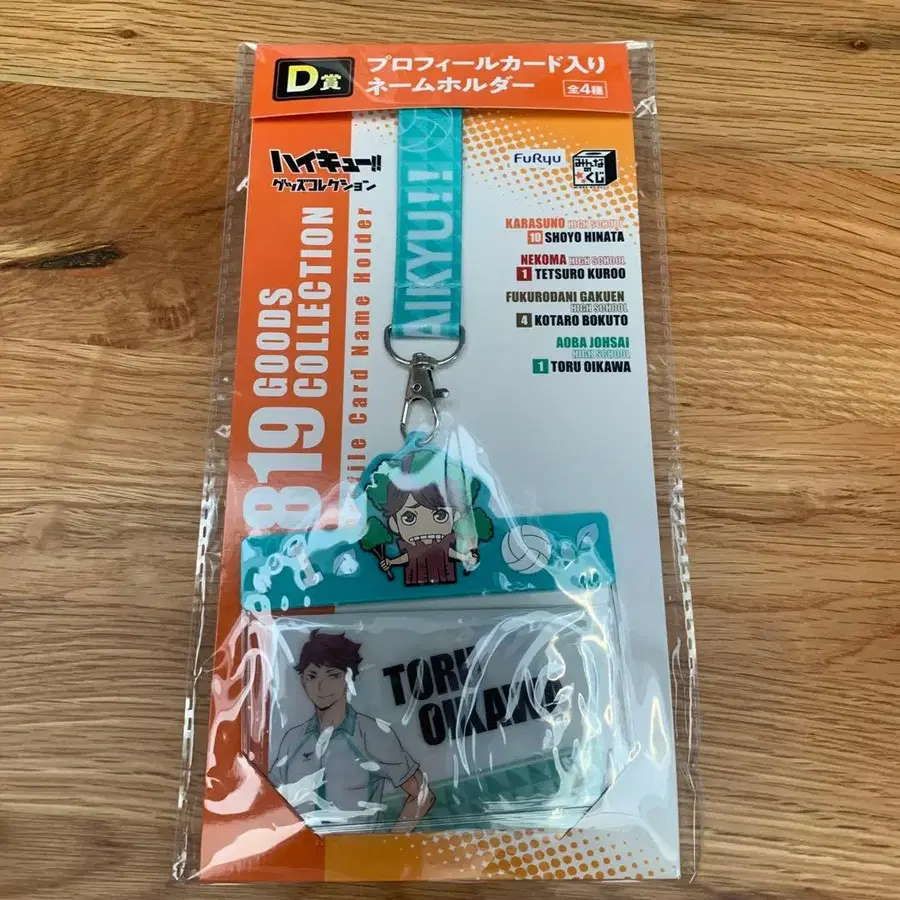 D賞
プロフィールカード入り
ネームホルダー
全4種
ハイキュー!!
グッズコレクション
FuRyu
みんなの
くじ
819 GOODS
COLLECTION
Card Name Holder
AIKYU!!
KARASUNO HIGH SCHOOL
10 SHOYO HINATA
NEKOMA HIGH SCHOOL
1 TETSURO KUROO
FUKURODANI GAKUEN
HIGH SCHOOL
4 KOTARO BOKUTO
AOBA JOHSAI
HIGH SCHOOL
1 TORU OIKAWA
TORU
OIKAWA